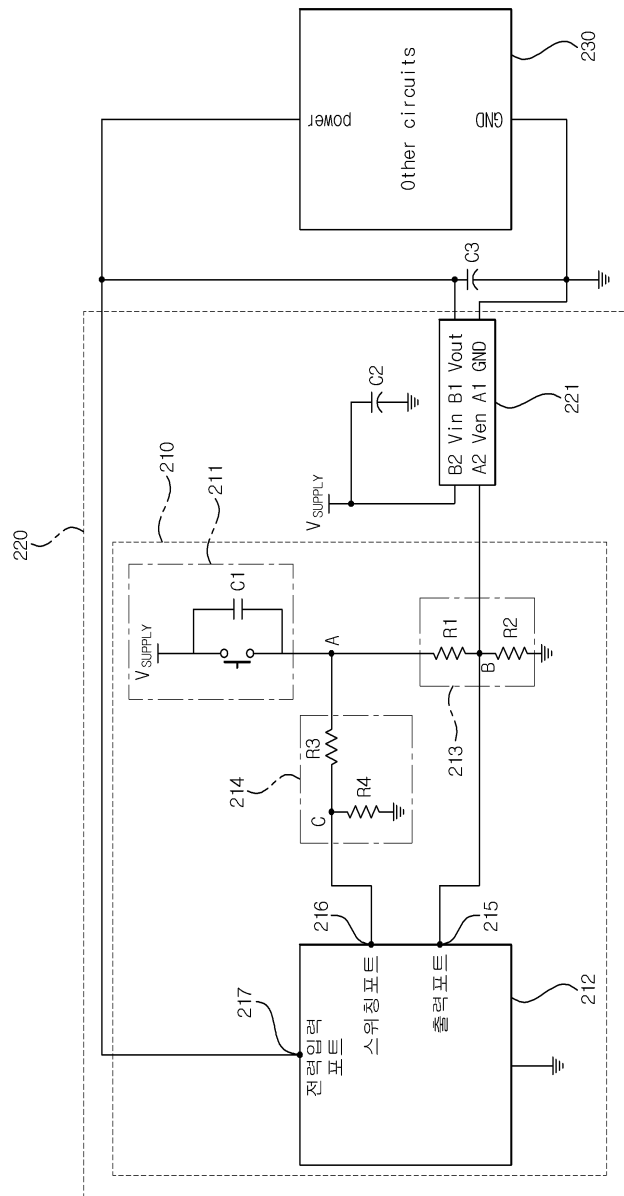 220
210
211
V SUPPLY
C1
A
214
R3
C
R4
R1
B
R2
213
217
전력입력
포트
216
스위칭포트
215
출력포트
212
V SUPPLY
C2
B2 Vin B1 Vout
A2 Ven A1 GND
221
C3
power
Other circuits
GND
230